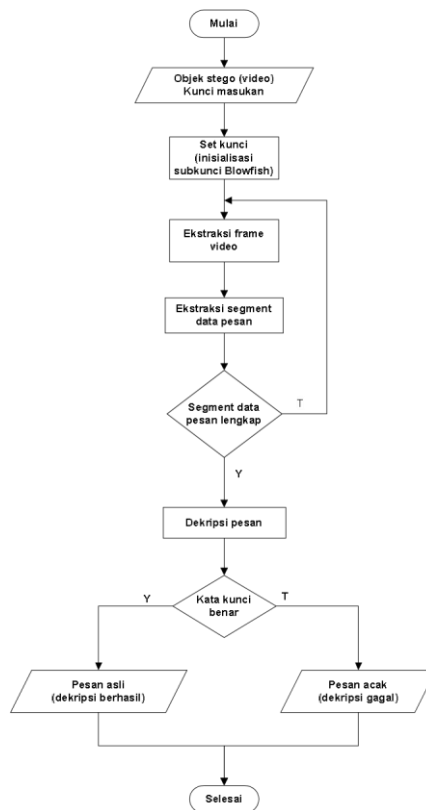 Mulai
Objek stego (video)
Kunci masukan
Set kunci
(inisialisasi
subkunci Blowfish)
Ekstraksi frame
video
Ekstraksi segment
data pesan
Segment data
pesan lengkap
T
Y
Dekripsi pesan
Y
Kata kunci
benar
T
Pesan asli
(dekripsi berhasil)
Pesan acak
(dekripsi gagal)
Selesai